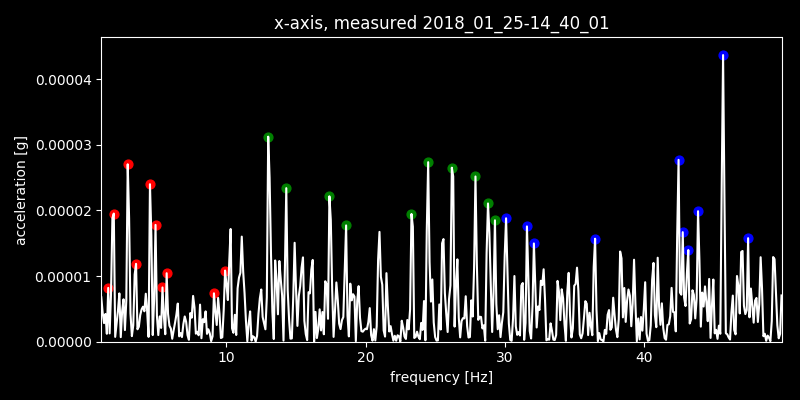 x-axis, measured 2018_01_25-14_40_01
acceleration [g]
0.00004
0.00003
0.00002
0.00001
0.00000
10 20 30 40
frequency [Hz]